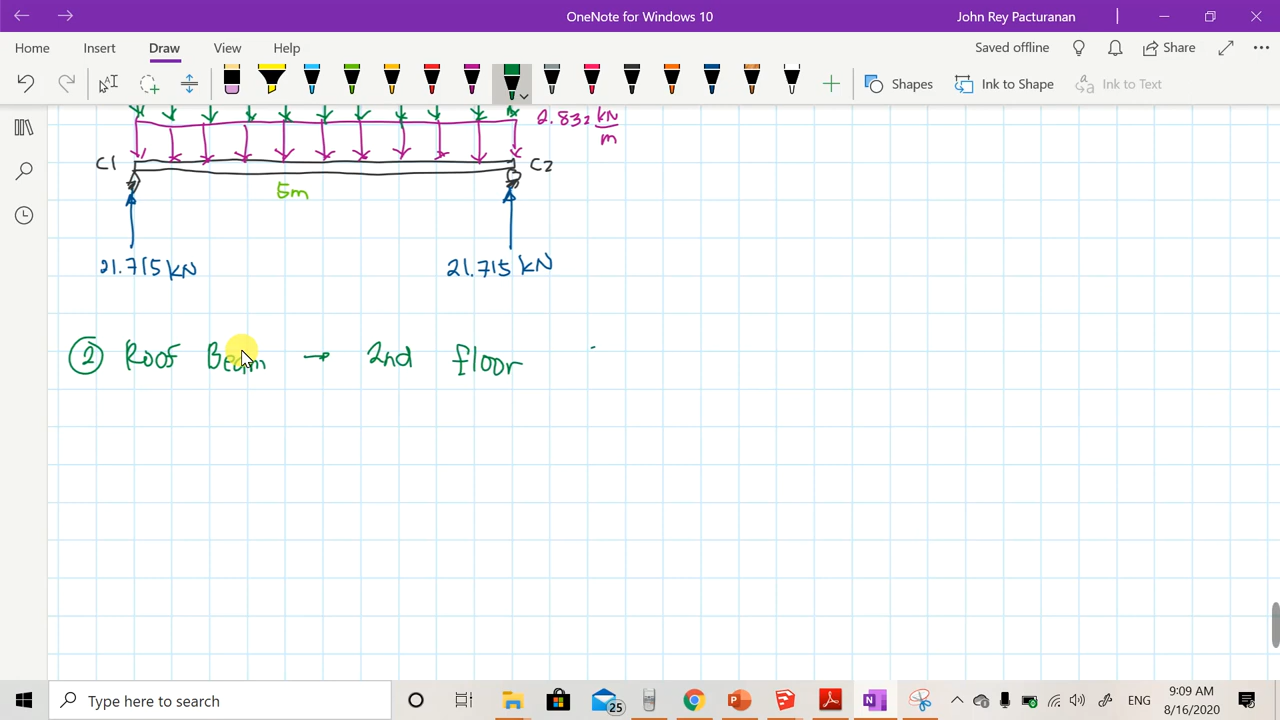 OneNote for Windows 10
John Rey Pacturanan
Home Insert Draw View Help
Saved offline
Share
Shapes
Ink to Shape
Ink to Text
2.832 kN/m
C1
C2
5m
21.715 kN
21.715 kN
② Roof Beam → 2nd floor
Type here to search
25
ENG
9:09 AM
8/16/2020